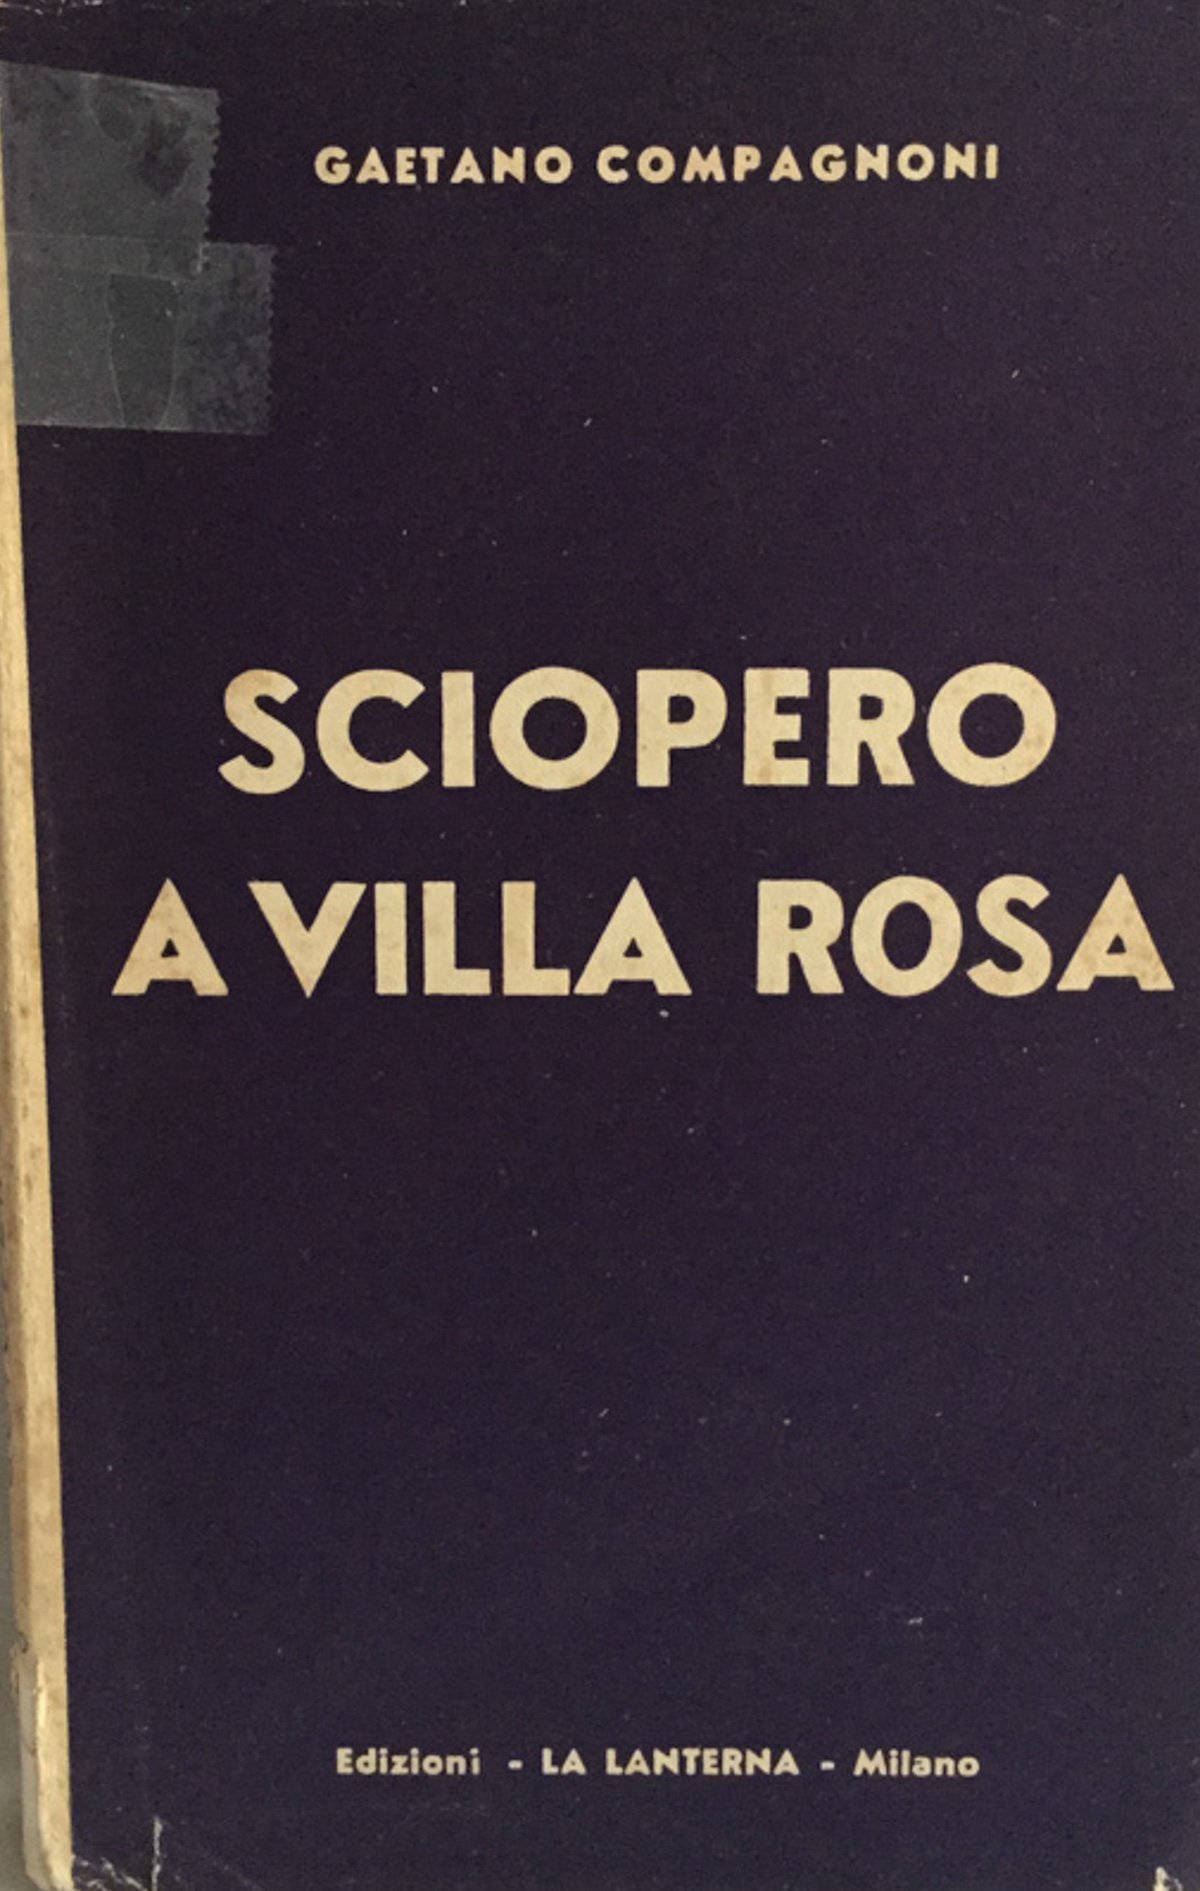 GAETANO COMPAGNONI
SCIOPERO
A VILLA ROSA
Edizioni - LA LANTERNA - Milano